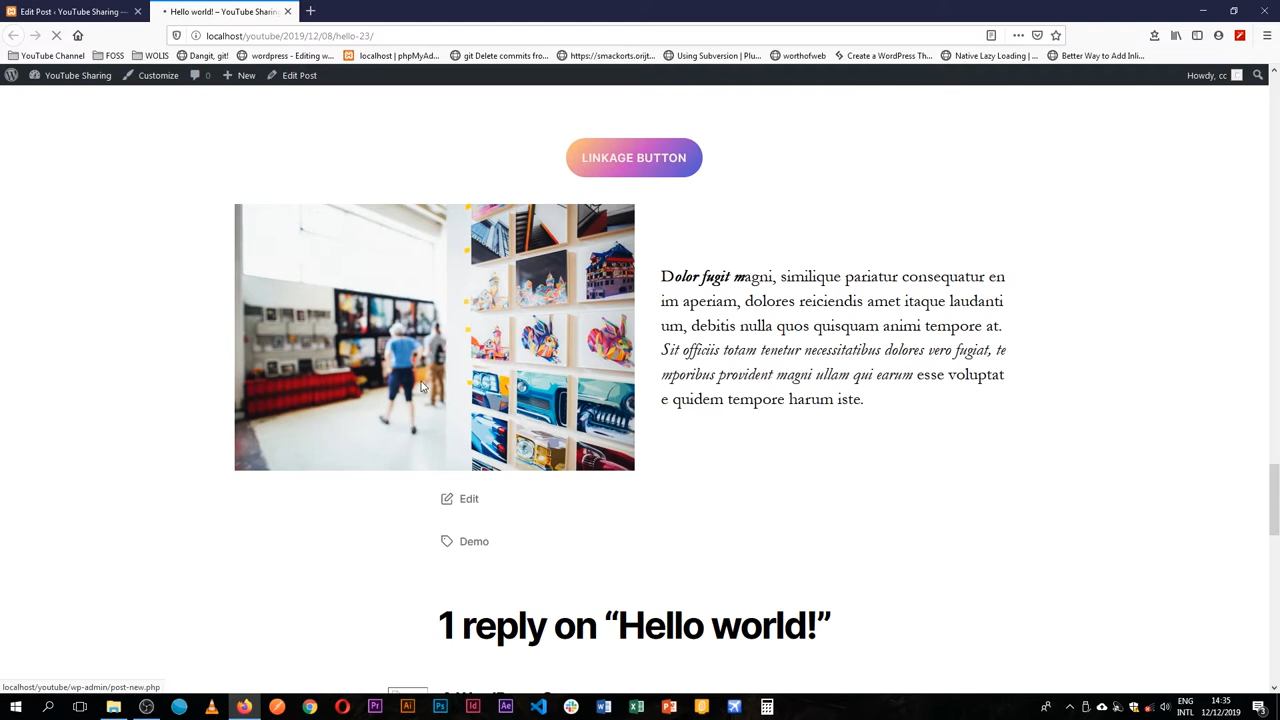 Edit Post ‹ YouTube Sharing —
Hello world! – YouTube Sharing
localhost/youtube/2019/12/08/hello-23/
YouTube Channel
FOSS
WOLIS
Dangit, git!
wordpress - Editing w...
localhost | phpMyAd...
git Delete commits fro...
https://smackorts.orijt...
Using Subversion | Plu...
worthofweb
Create a WordPress Th...
Native Lazy Loading | ...
Better Way to Add Inli...
YouTube Sharing
Customize
0
New
Edit Post
Howdy, cc
LINKAGE BUTTON
Dolor fugit magni, similique pariatur consequatur en
im aperiam, dolores reiciendis amet itaque laudanti
um, debitis nulla quos quisquam animi tempore at.
Sit officiis totam tenetur necessitatibus dolores vero fugiat, te
mporibus provident magni ullam qui earum esse voluptat
e quidem tempore harum iste.
Edit
Demo
1 reply on “Hello world!”
localhost/youtube/wp-admin/post-new.php
ENG
INTL
14:35
12/12/2019
3